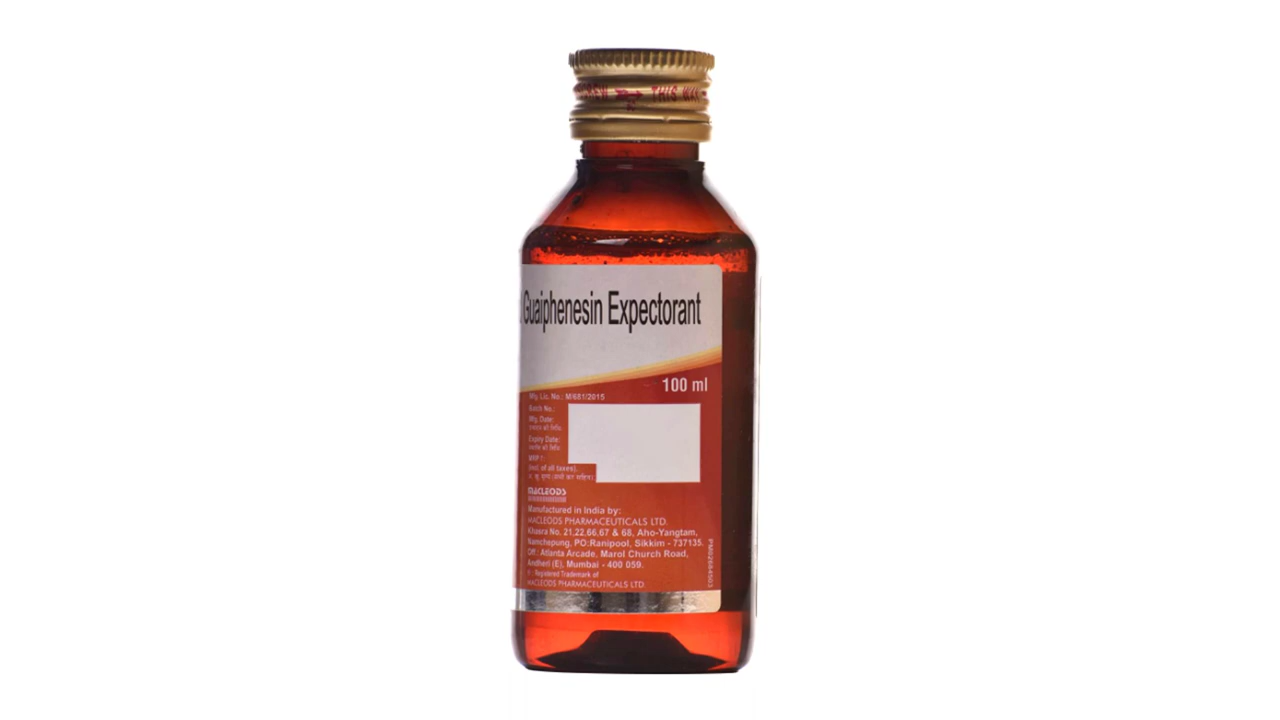 THIS WAY
Guaiphenesin Expectorant
100 ml
Mfg. Lic. No.: M/681/2015
Batch No.:
Mfg. Date:
Expiry Date:
MRP
(Incl. of all taxes).
MACLEODS
Manufactured in India by:
MACLEODS PHARMACEUTICALS LTD.
Khasra No. 21,22,66,67 & 68, Aho-Yangtam,
Samchepung, PO:Ranipool, Sikkim - 737135.
Off.: Atlanta Arcade, Marol Church Road,
Andheri (E), Mumbai - 400 059.
: Registered Trademark of
MACLEODS PHARMACEUTICALS LTD.